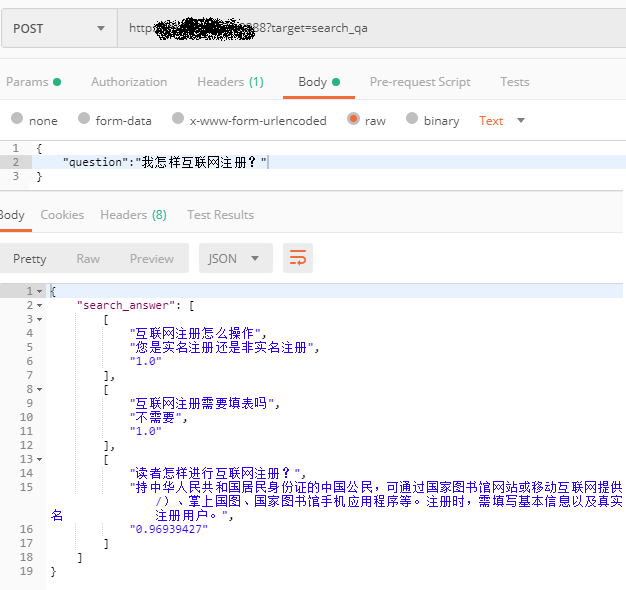 POST http: 88?target=search_qa
Params Authorization Headers (1) Body Pre-request Script Tests
none form-data x-www-form-urlencoded raw binary Text
1 {
2 "question":"我怎样互联网注册？"
3 }
Body Cookies Headers (8) Test Results
Pretty Raw Preview JSON
1 {
2 "search_answer": [
3 [
4 "互联网注册怎么操作",
5 "您是实名注册还是非实名注册",
6 "1.0"
7 ],
8 [
9 "互联网注册需要填表吗",
10 "不需要",
11 "1.0"
12 ],
13 [
14 "读者怎样进行互联网注册？",
15 "持中华人民共和国居民身份证的中国公民，可通过国家图书馆网站或移动互联网提供
/）、掌上国图、国家图书馆手机应用程序等。注册时，需填写基本信息以及真实
名 注册用户。",
16 "0.96939427"
17 ]
18 ]
19 }